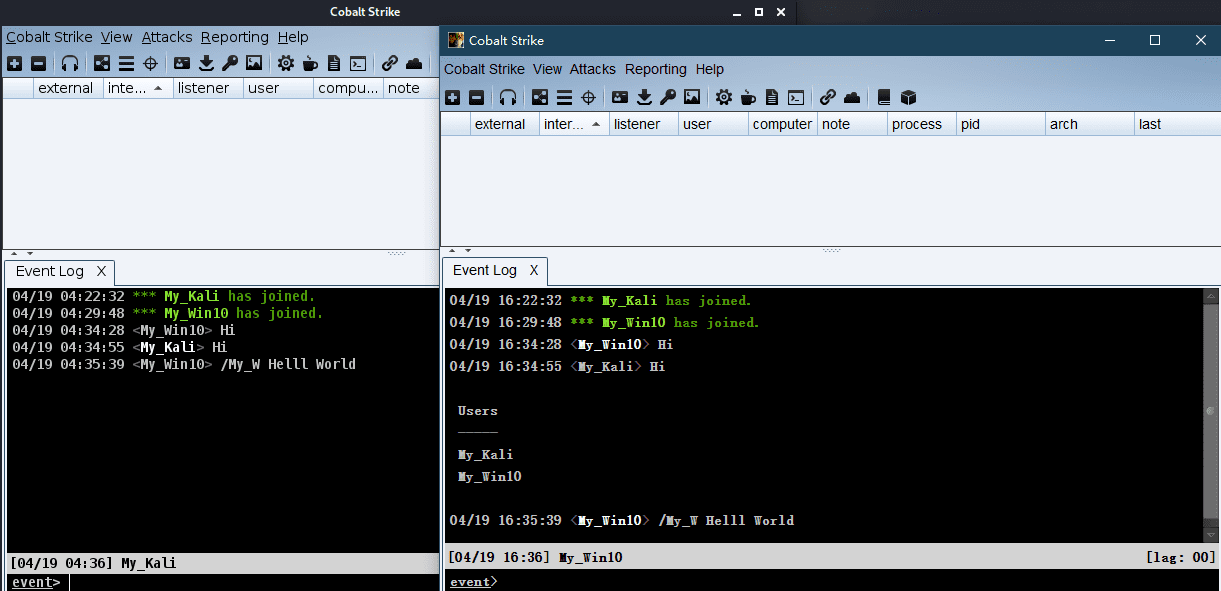 Cobalt Strike
Cobalt Strike View Attacks Reporting Help
external inte... listener user compu... note
Event Log X
04/19 04:22:32 *** My_Kali has joined.
04/19 04:29:48 *** My_Win10 has joined.
04/19 04:34:28 <My_Win10> Hi
04/19 04:34:55 <My_Kali> Hi
04/19 04:35:39 <My_Win10> /My_W Helll World
[04/19 04:36] My_Kali
event>
Cobalt Strike
Cobalt Strike View Attacks Reporting Help
external inter... listener user computer note process pid arch last
Event Log X
04/19 16:22:32 *** My_Kali has joined.
04/19 16:29:48 *** My_Win10 has joined.
04/19 16:34:28 <My_Win10> Hi
04/19 16:34:55 <My_Kali> Hi
Users
-----
My_Kali
My_Win10
04/19 16:35:39 <My_Win10> /My_W Helll World
[04/19 16:36] My_Win10 [lag: 00]
event>